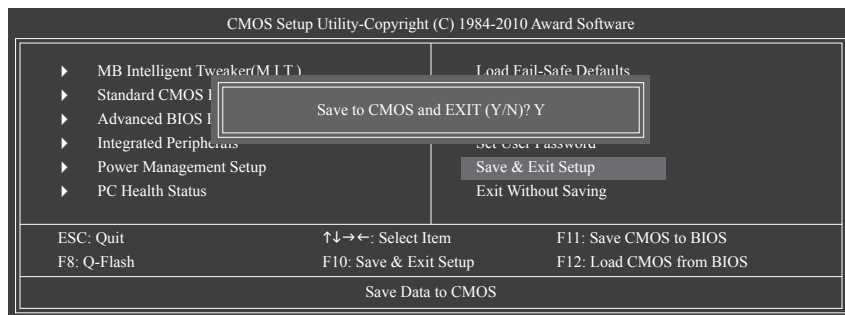 CMOS Setup Utility-Copyright (C) 1984-2010 Award Software
MB Intelligent Tweaker(M.I.T.)
Standard CMOS
Advanced BIOS
Integrated Peripherals
Power Management Setup
PC Health Status
Load Fail-Safe Defaults
Set User Password
Save & Exit Setup
Exit Without Saving
Save to CMOS and EXIT (Y/N)? Y
ESC: Quit
↑↓→←: Select Item
F11: Save CMOS to BIOS
F8: Q-Flash
F10: Save & Exit Setup
F12: Load CMOS from BIOS
Save Data to CMOS